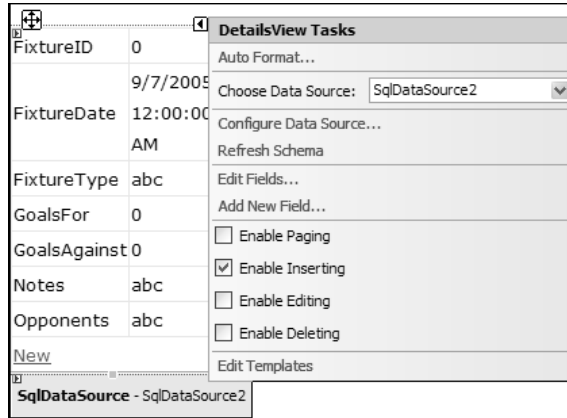 FixtureID 0
FixtureDate 9/7/2005
12:00:00
AM
FixtureType abc
GoalsFor 0
GoalsAgainst 0
Notes abc
Opponents abc
New
SqlDataSource - SqlDataSource2
DetailsView Tasks
Auto Format...
Choose Data Source: SqlDataSource2
Configure Data Source...
Refresh Schema
Edit Fields...
Add New Field...
Enable Paging
Enable Inserting
Enable Editing
Enable Deleting
Edit Templates